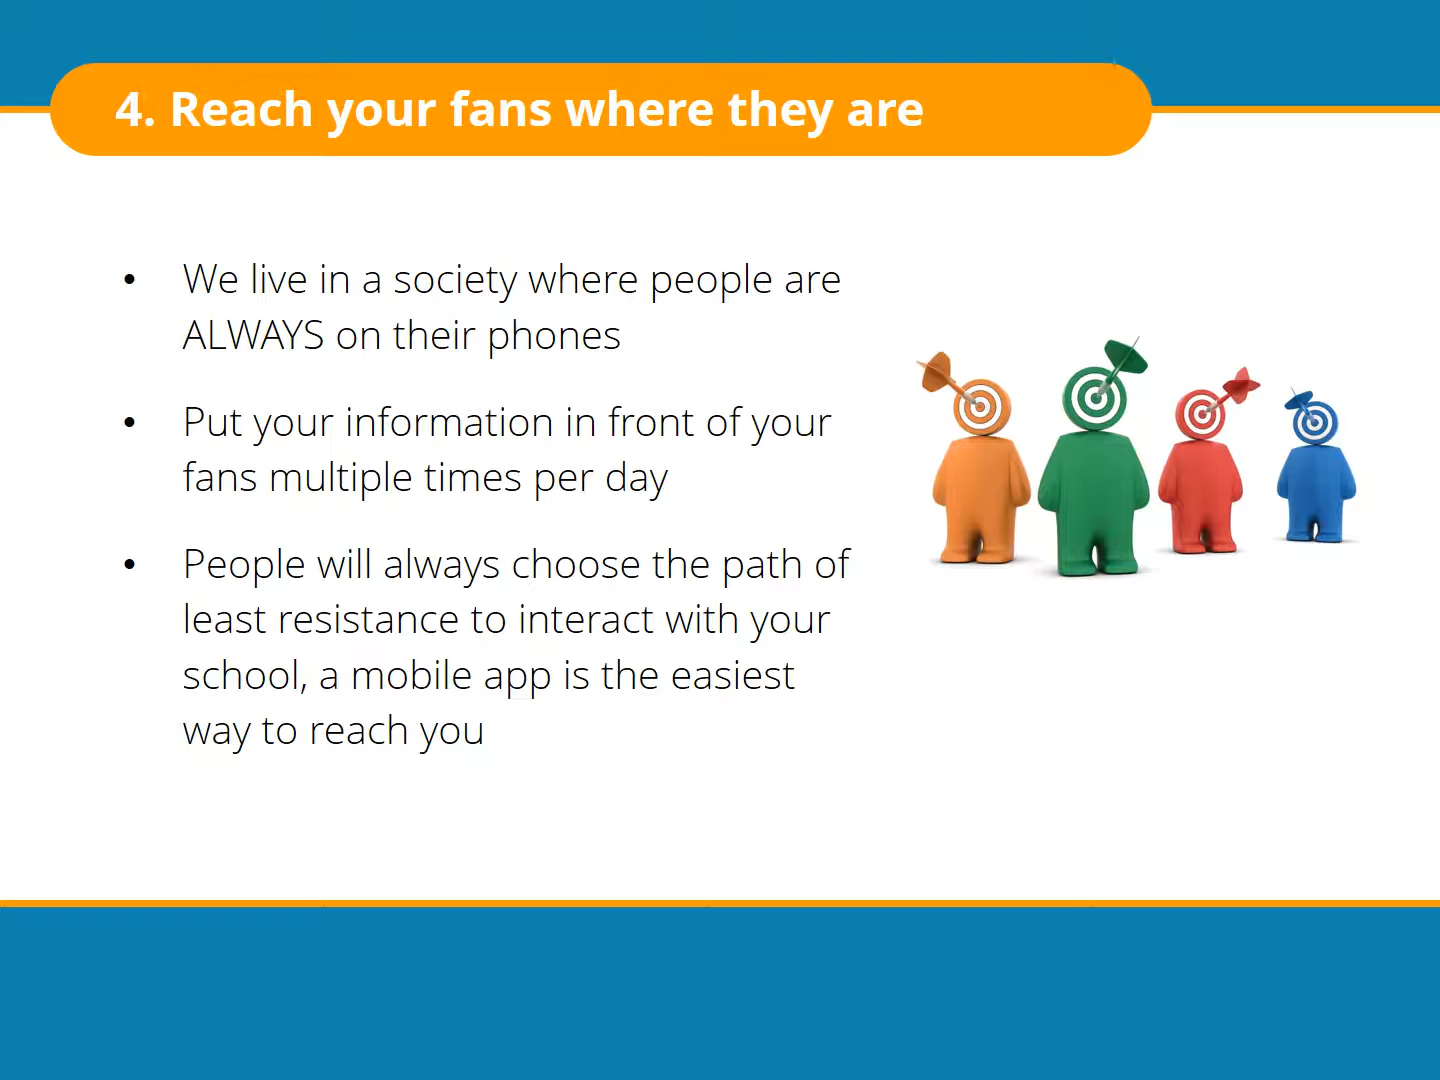 4. Reach your fans where they are
• We live in a society where people are
ALWAYS on their phones
• Put your information in front of your
fans multiple times per day
• People will always choose the path of
least resistance to interact with your
school, a mobile app is the easiest
way to reach you